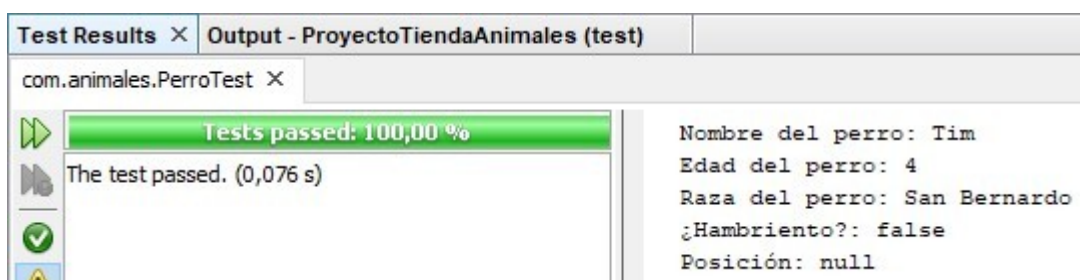 Test Results × Output - ProyectoTiendaAnimales (test)
com.animales.PerroTest ×
Tests passed: 100,00 %
The test passed. (0,076 s)
Nombre del perro: Tim
Edad del perro: 4
Raza del perro: San Bernardo
¿Hambriento?: false
Posición: null